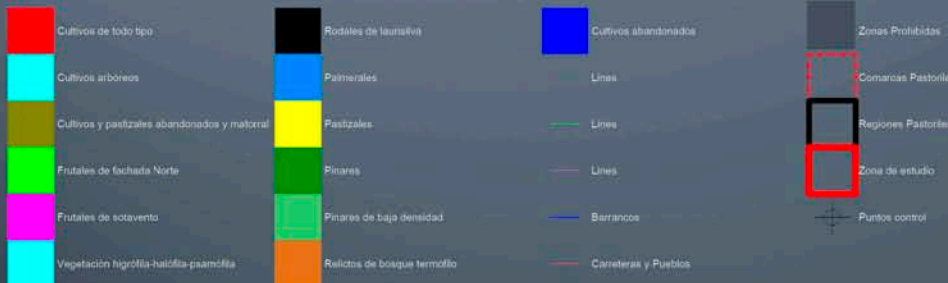 Cultivos de todo tipo
Cultivos arbóreos
Cultivos y pastizales abandonados y matorral
Frutales de fachada Norte
Frutales de sotavento
Vegetación higrófila-halófila-psamófila
Rodales de laurisilva
Palmerales
Pastizales
Pinares
Pinares de baja densidad
Relictos de bosque termófilo
Cultivos abandonados
Lines
Lines
Lines
Barrancos
Carreteras y Pueblos
Zonas Prohibidas
Comarcas Pastorile
Regiones Pastoriles
Zona de estudio
Puntos control